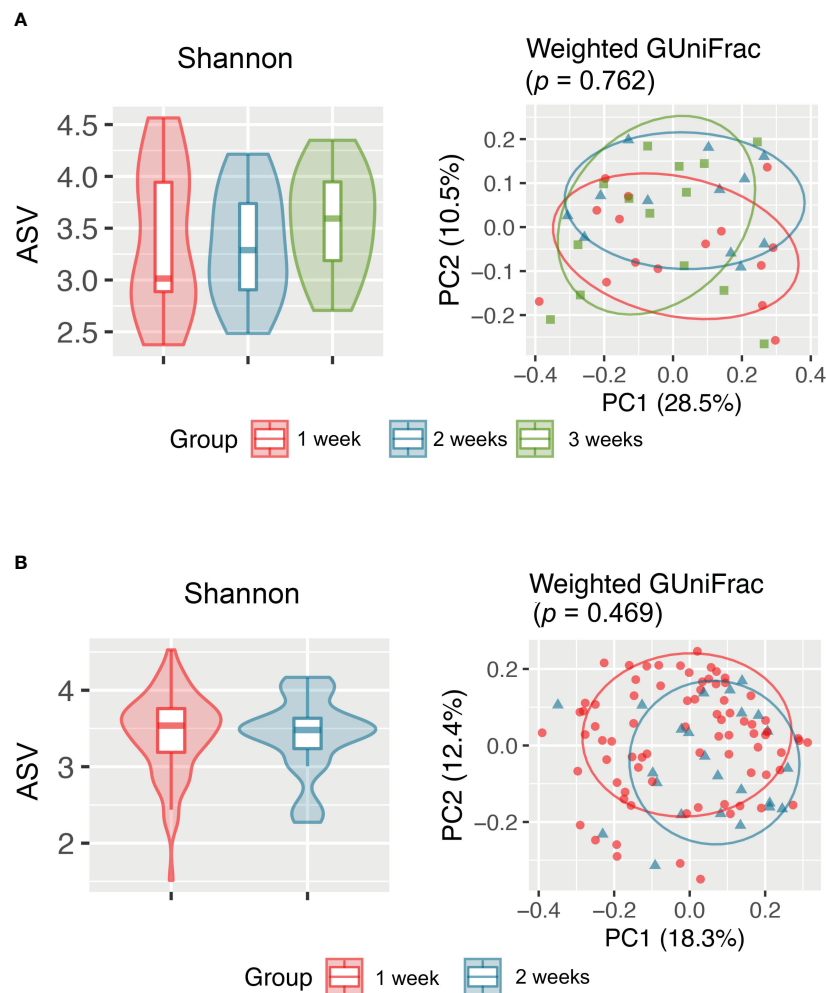 A
Shannon
Weighted GUniFrac
(p = 0.762)
ASV
4.5
4.0
3.5
3.0
2.5
PC2 (10.5%)
0.2
0.1
0.0
−0.1
−0.2
−0.4 −0.2 0.0 0.2 0.4
PC1 (28.5%)
Group 1 week 2 weeks 3 weeks
B
Shannon
Weighted GUniFrac
(p = 0.469)
ASV
4
3
2
PC2 (12.4%)
0.2
0.0
−0.2
−0.4 −0.2 0.0 0.2
PC1 (18.3%)
Group 1 week 2 weeks